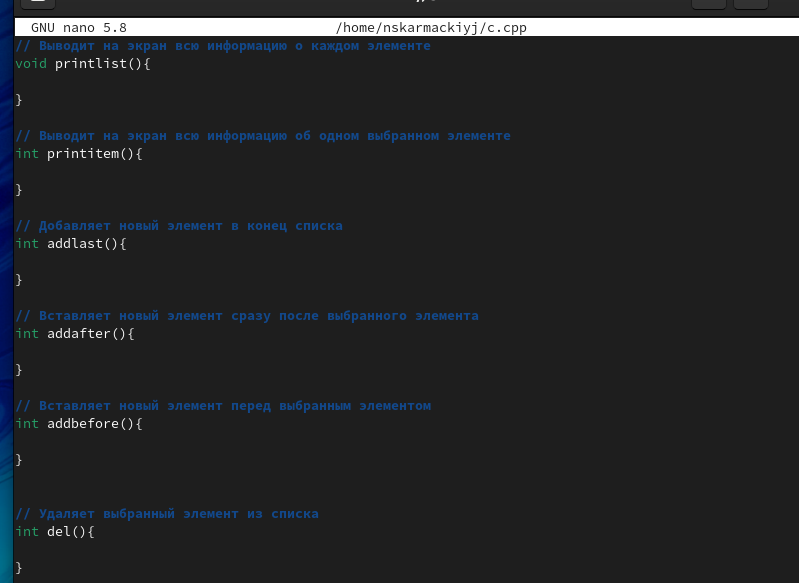 GNU nano 5.8 /home/nskarmackiyj/c.cpp
// Выводит на экран всю информацию о каждом элементе
void printlist(){
}
// Выводит на экран всю информацию об одном выбранном элементе
int printitem(){
}
// Добавляет новый элемент в конец списка
int addlast(){
}
// Вставляет новый элемент сразу после выбранного элемента
int addafter(){
}
// Вставляет новый элемент перед выбранным элементом
int addbefore(){
}
// Удаляет выбранный элемент из списка
int del(){
}